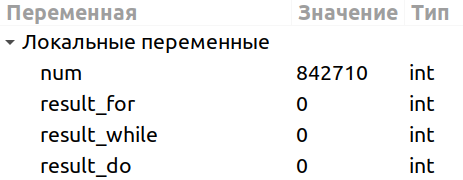 Переменная Значение Тип
Локальные переменные
num 842710 int
result_for 0 int
result_while 0 int
result_do 0 int